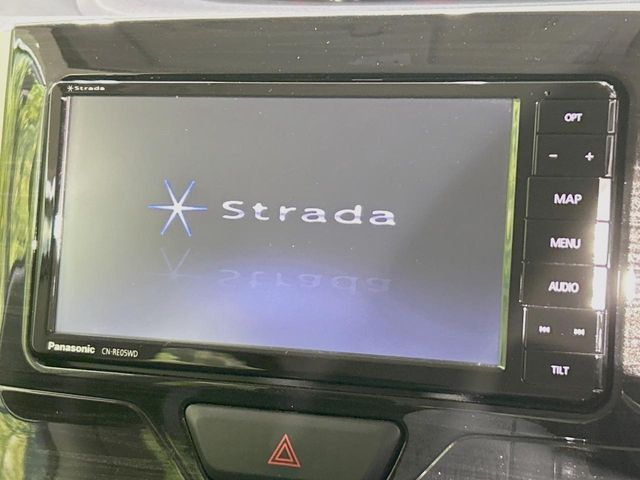 Strada
OPT
− +
Strada
MAP
MENU
AUDIO
Panasonic CN-RE05WD
TILT